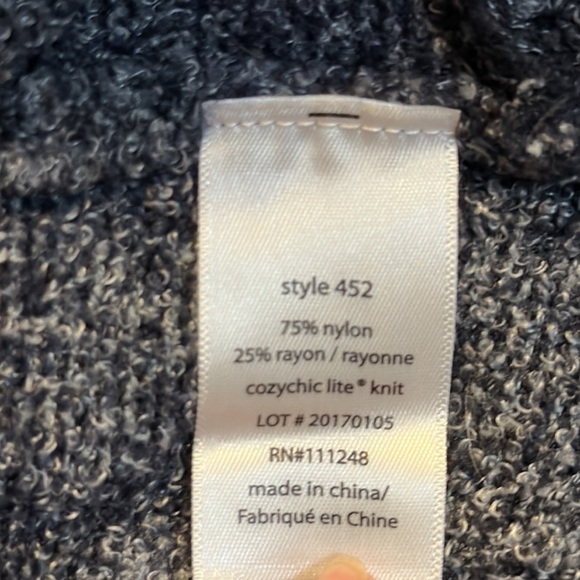 style 452
75% nylon
25% rayon / rayonne
cozychic lite® knit
LOT # 20170105
RN#111248
made in china/
Fabriqué en Chine